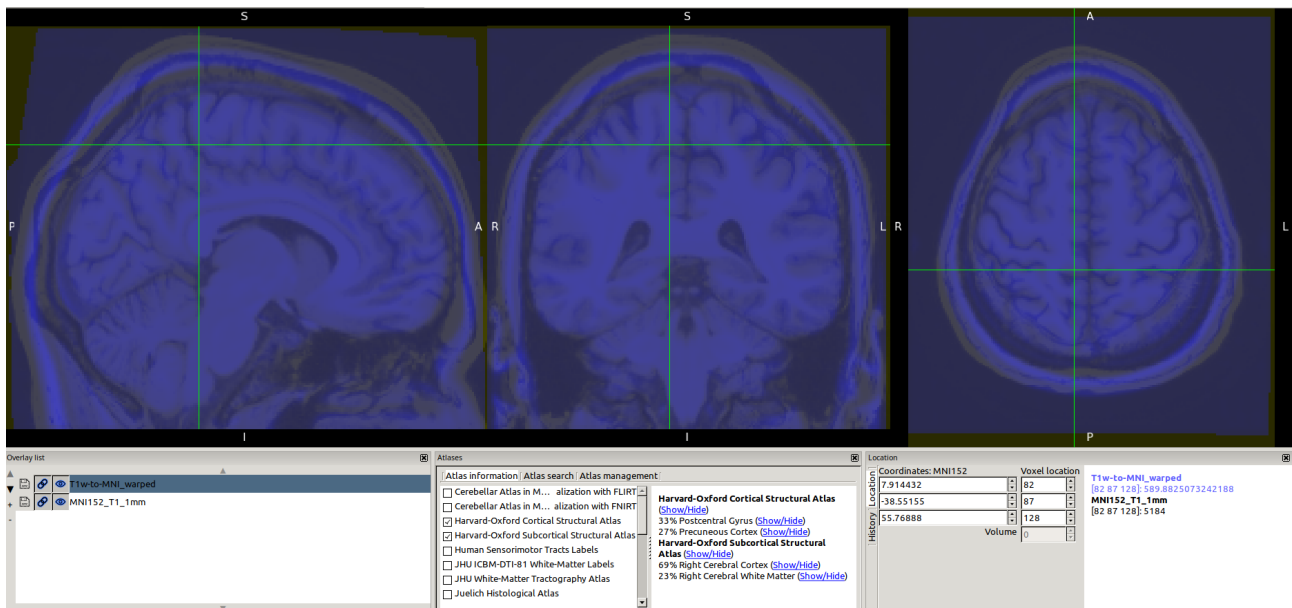 S
S
A
P
A
R
L
R
L
I
I
P
Overlay list
T1w-to-MNI_warped
MNI152_T1_1mm
Atlases
Atlas information
Atlas search
Atlas management
Cerebellar Atlas in M... alization with FLIRT
Cerebellar Atlas in M... alization with FNIRT
Harvard-Oxford Cortical Structural Atlas
Harvard-Oxford Subcortical Structural Atlas
Human Sensorimotor Tracts Labels
JHU ICBM-DTI-81 White-Matter Labels
JHU White-Matter Tractography Atlas
Juelich Histological Atlas
Harvard-Oxford Cortical Structural Atlas
(Show/Hide)
33% Postcentral Gyrus (Show/Hide)
27% Precuneous Cortex (Show/Hide)
Harvard-Oxford Subcortical Structural
Atlas (Show/Hide)
69% Right Cerebral Cortex (Show/Hide)
23% Right Cerebral White Matter (Show/Hide)
Location
Location
History
Coordinates: MNI152
Voxel location
7.914432
82
-38.55155
87
55.76888
128
Volume
0
T1w-to-MNI_warped
[82 87 128]: 589.8825073242188
MNI152_T1_1mm
[82 87 128]: 5184